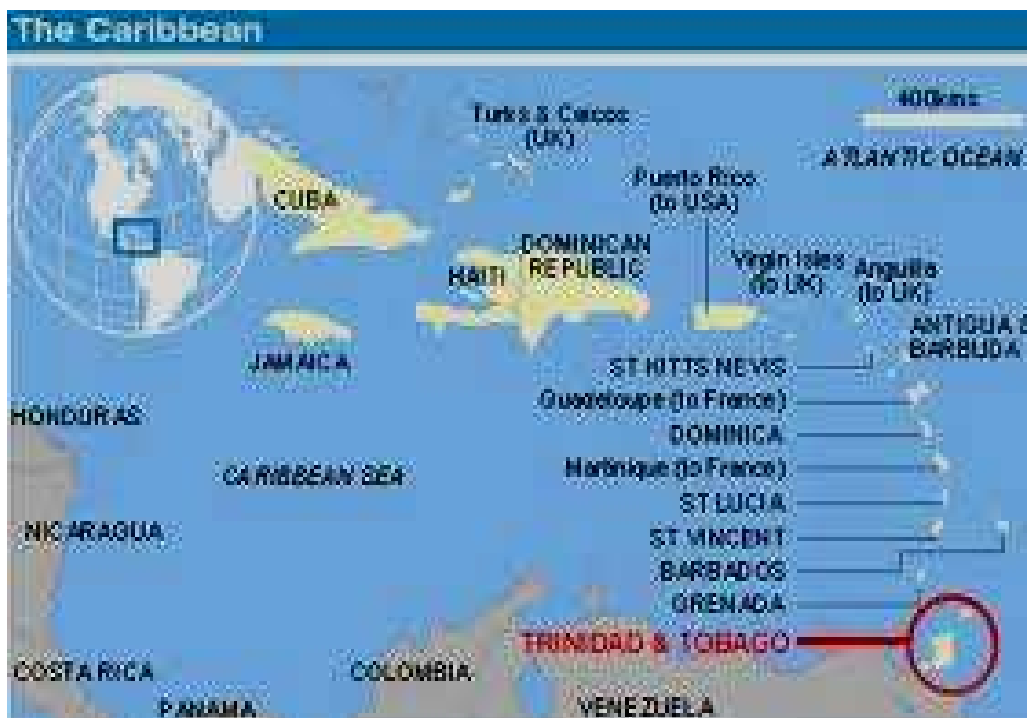 The Caribbean
400kms
Turks & Caicos
(UK)
ATLANTIC OCEAN
Puerto Rico
(to USA)
CUBA
DOMINICAN
REPUBLIC
HAITI
Virgin Isles
(to UK)
Anguilla
(to UK)
ANTIGUA &
BARBUDA
JAMAICA
ST KITTS NEVIS
Guadeloupe (to France)
HONDURAS
DOMINICA
Martinique (to France)
CARIBBEAN SEA
ST LUCIA
NICARAGUA
ST VINCENT
BARBADOS
GRENADA
TRINIDAD & TOBAGO
COSTA RICA
COLOMBIA
PANAMA
VENEZUELA